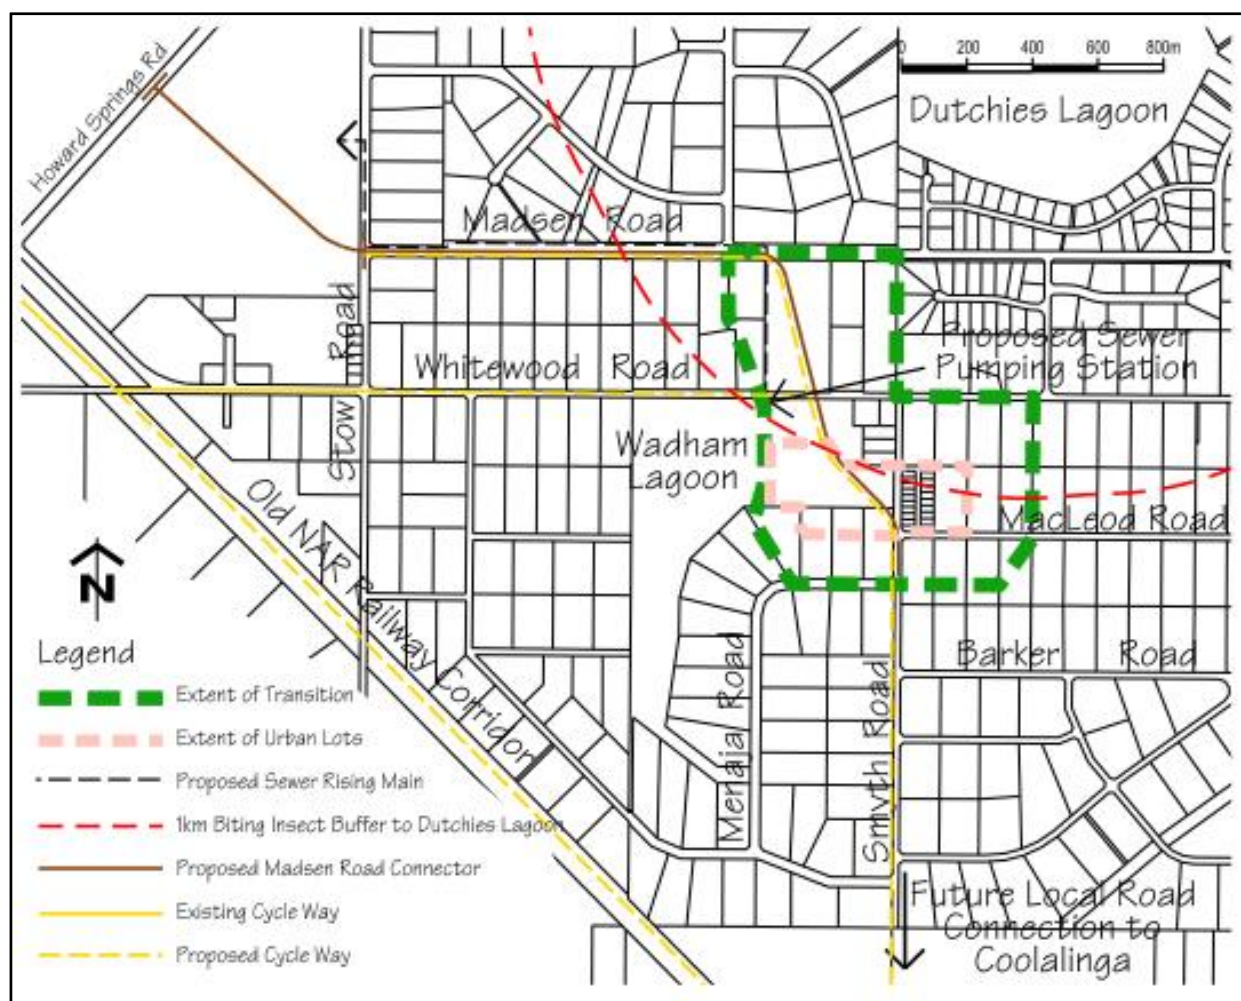 0 200 400 600 800m
Dutchies Lagoon
Howard Springs Rd
Madsen Road
Stow Road
Whitewood Road
Proposed Sewer
Pumping Station
Wadham
Lagoon
MacLeod Road
Old NAR Railway Corridor
N
Menajai Road
Smyth Road
Barker Road
Legend
Extent of Transition
Extent of Urban Lots
Proposed Sewer Rising Main
1km Biting Insect Buffer to Dutchies Lagoon
Proposed Madsen Road Connector
Existing Cycle Way
Proposed Cycle Way
Future Local Road
Connection to
Coolalinga